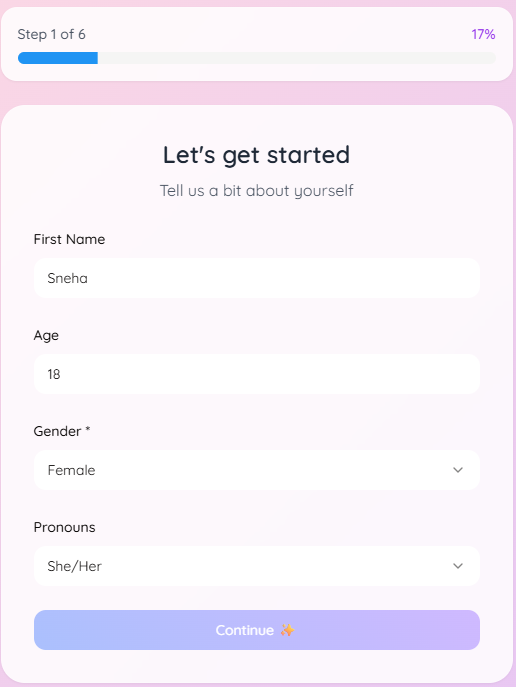 Step 1 of 6 17%
Let's get started
Tell us a bit about yourself
First Name
Sneha
Age
18
Gender *
Female
Pronouns
She/Her
Continue ✨